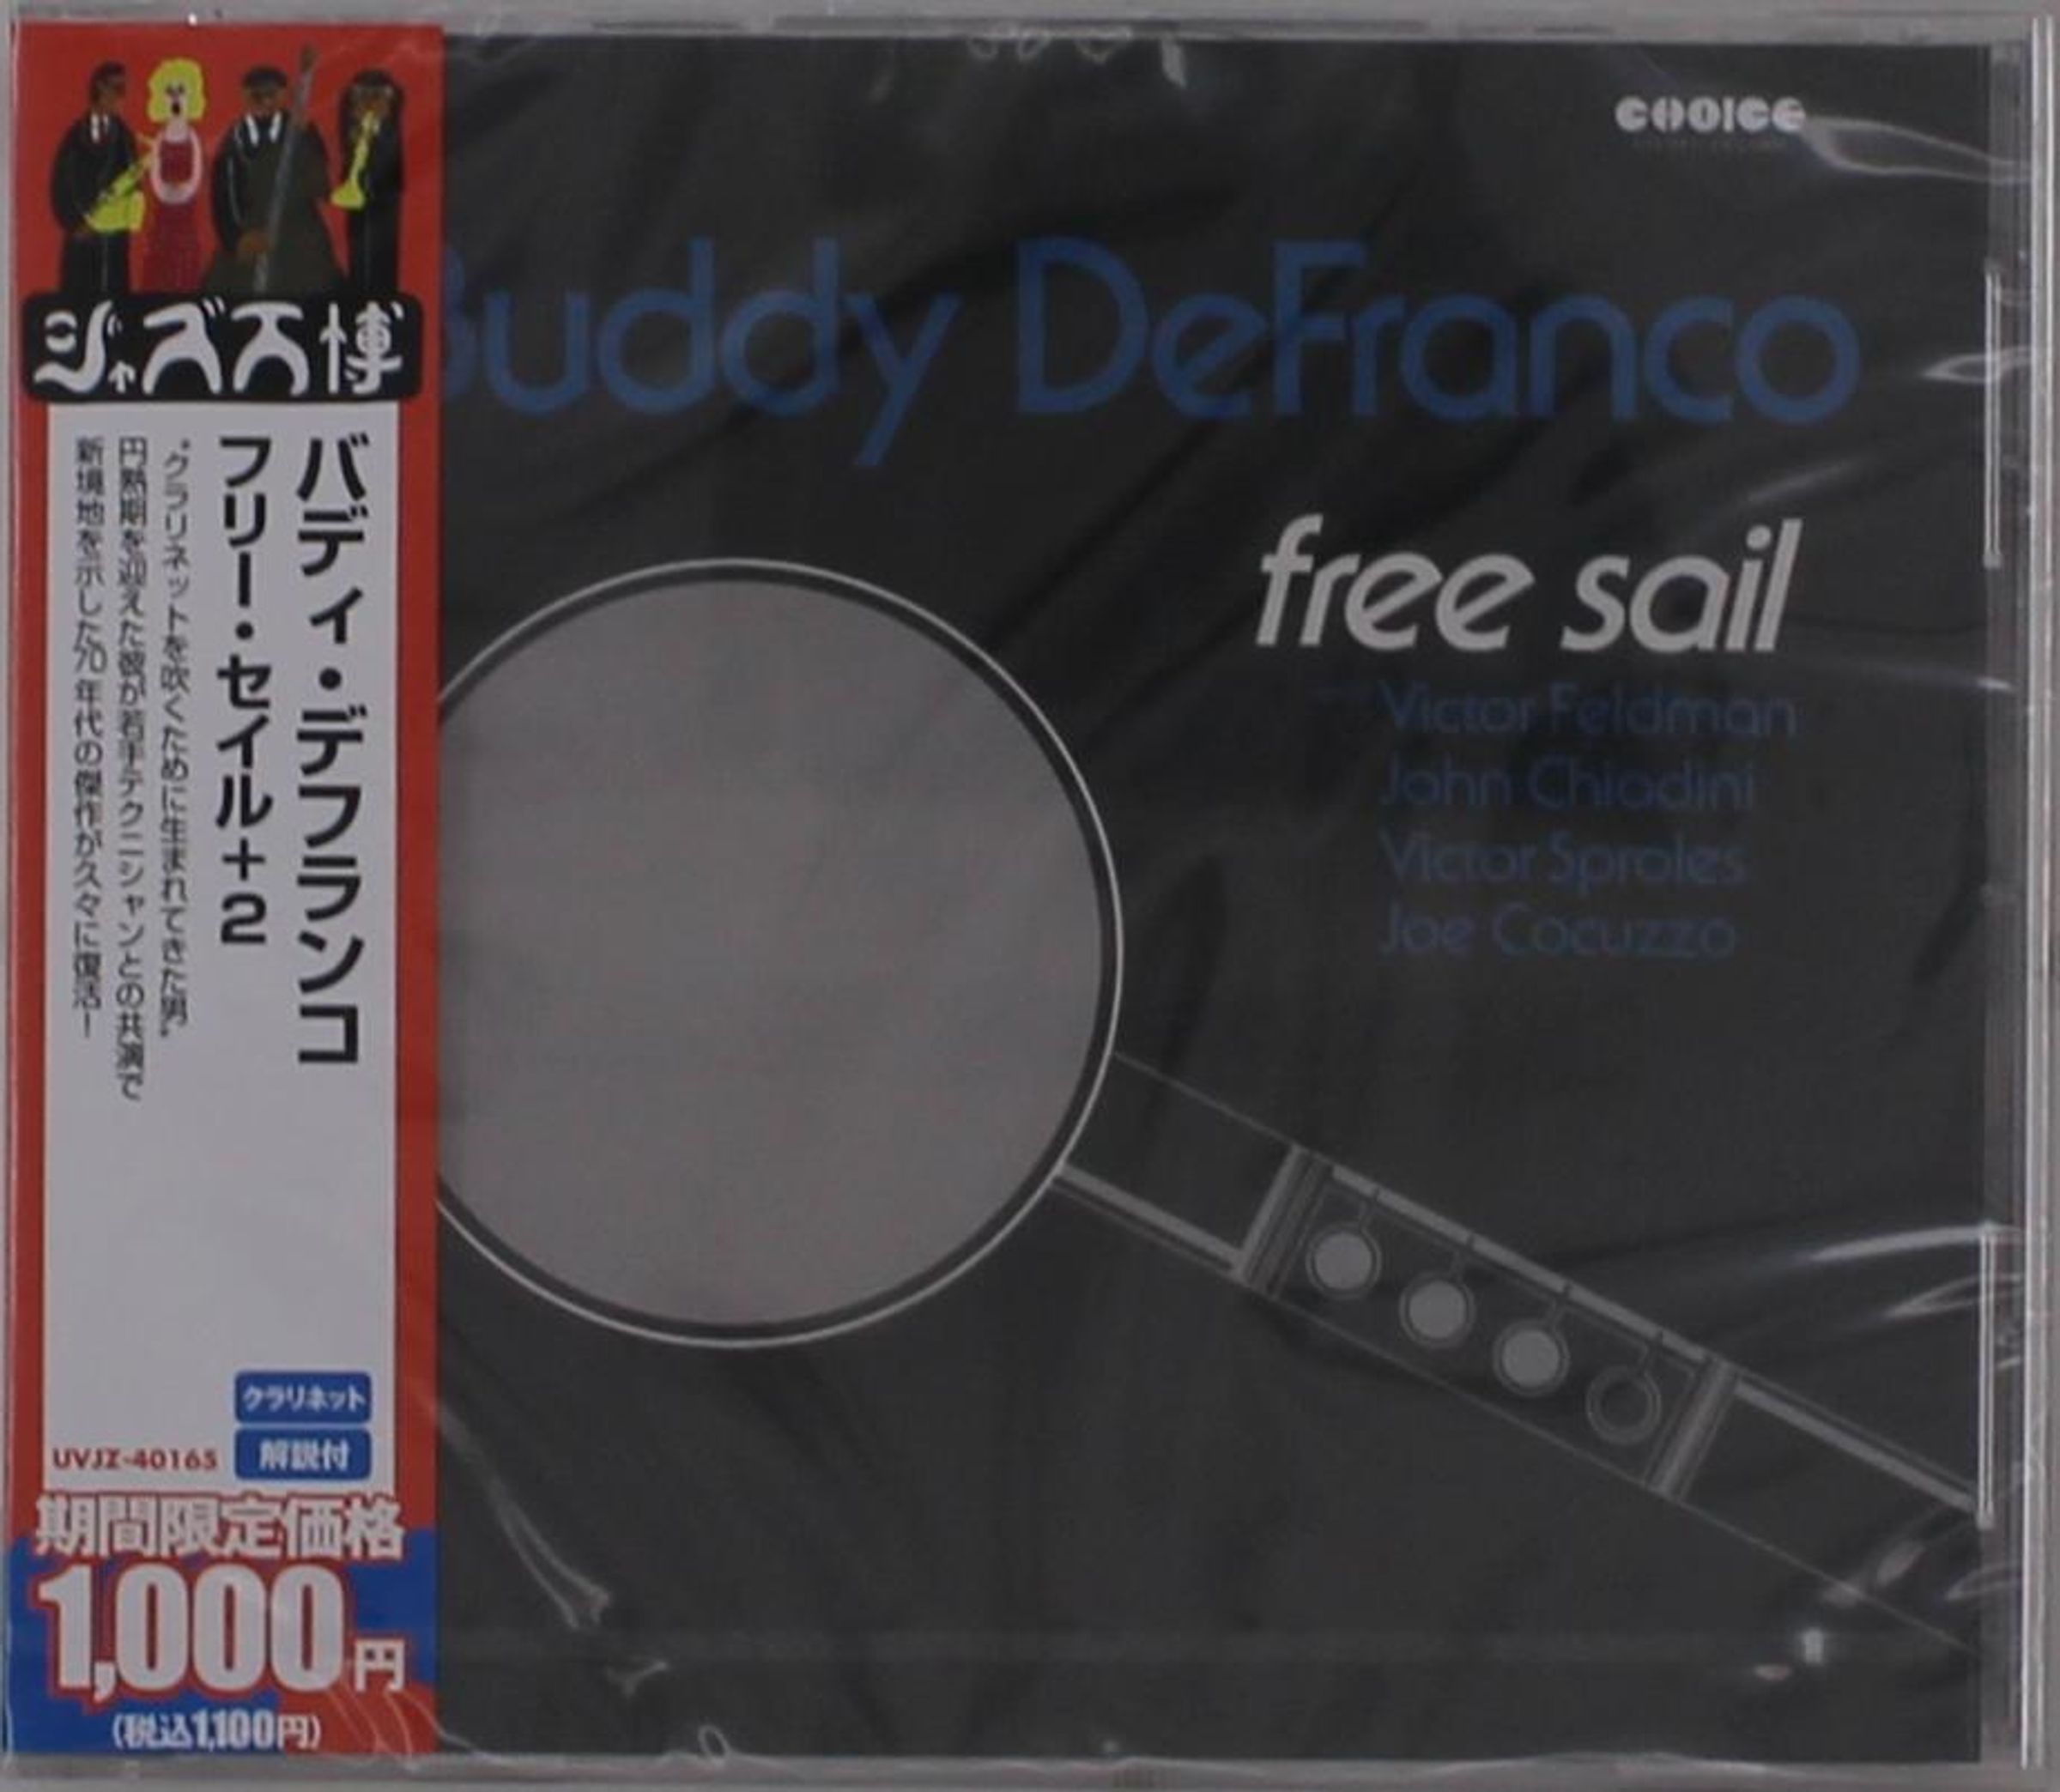 ジャズ万博
バディ・デフランコ
フリー・セイル+2
“クラリネットを吹くために生まれてきた男”
円熟期を迎えた彼が若手テクニシャンとの共演で
新境地を示した70年代の傑作が久々に復活!
クラリネット
解説付
UVJZ-40165
期間限定価格
1,000円
(税込1,100円)
CHOICE
Buddy DeFranco
free sail
Victor Feldman
John Chiodini
Victor Sproles
Joe Cocuzzo